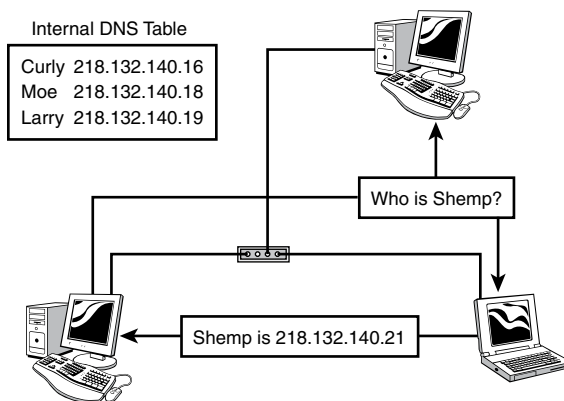 Internal DNS Table
Curly 218.132.140.16
Moe 218.132.140.18
Larry 218.132.140.19
Who is Shemp?
Shemp is 218.132.140.21